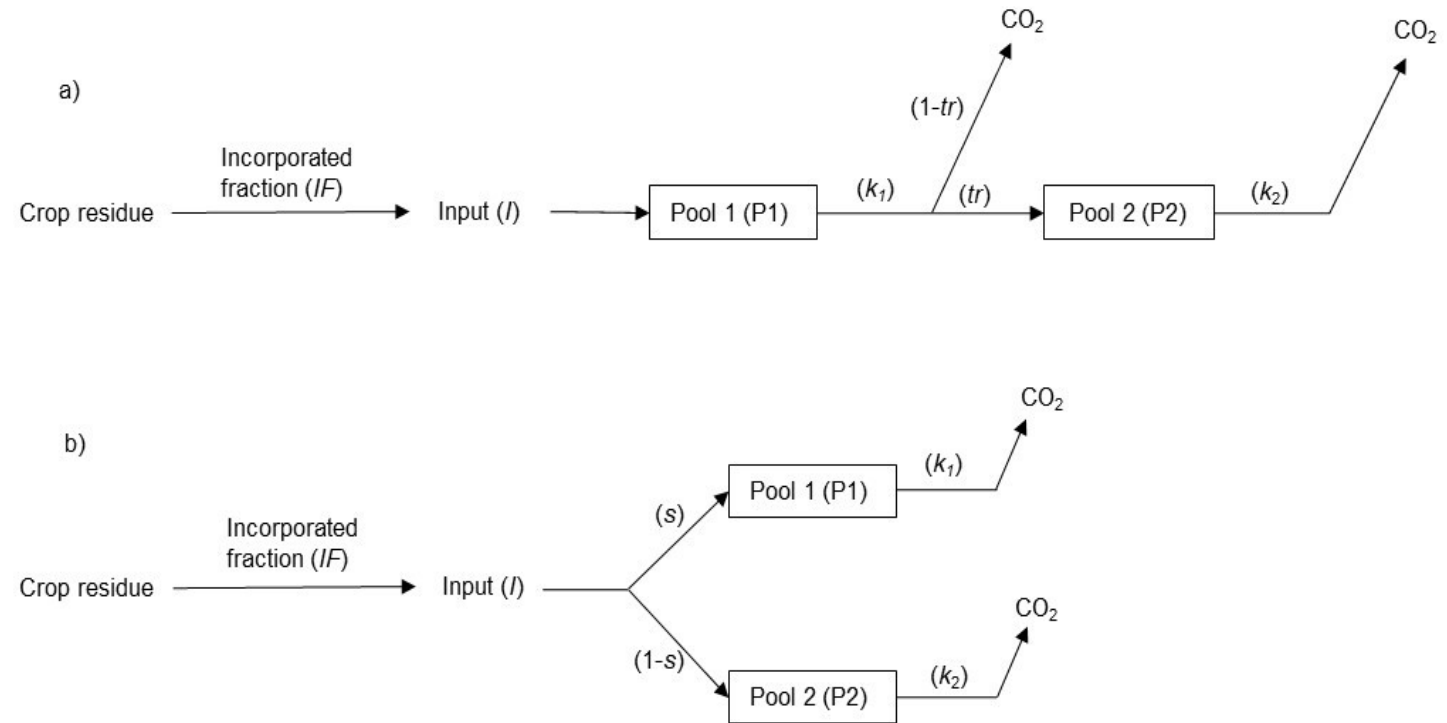 CO₂
CO₂
a)
(1-tr)
Incorporated
fraction (IF)
(k₁)
(tr)
(k₂)
Crop residue
Input (I)
Pool 1 (P1)
Pool 2 (P2)
CO₂
b)
(k₁)
Pool 1 (P1)
(s)
Incorporated
fraction (IF)
Crop residue
Input (I)
CO₂
(1-s)
(k₂)
Pool 2 (P2)